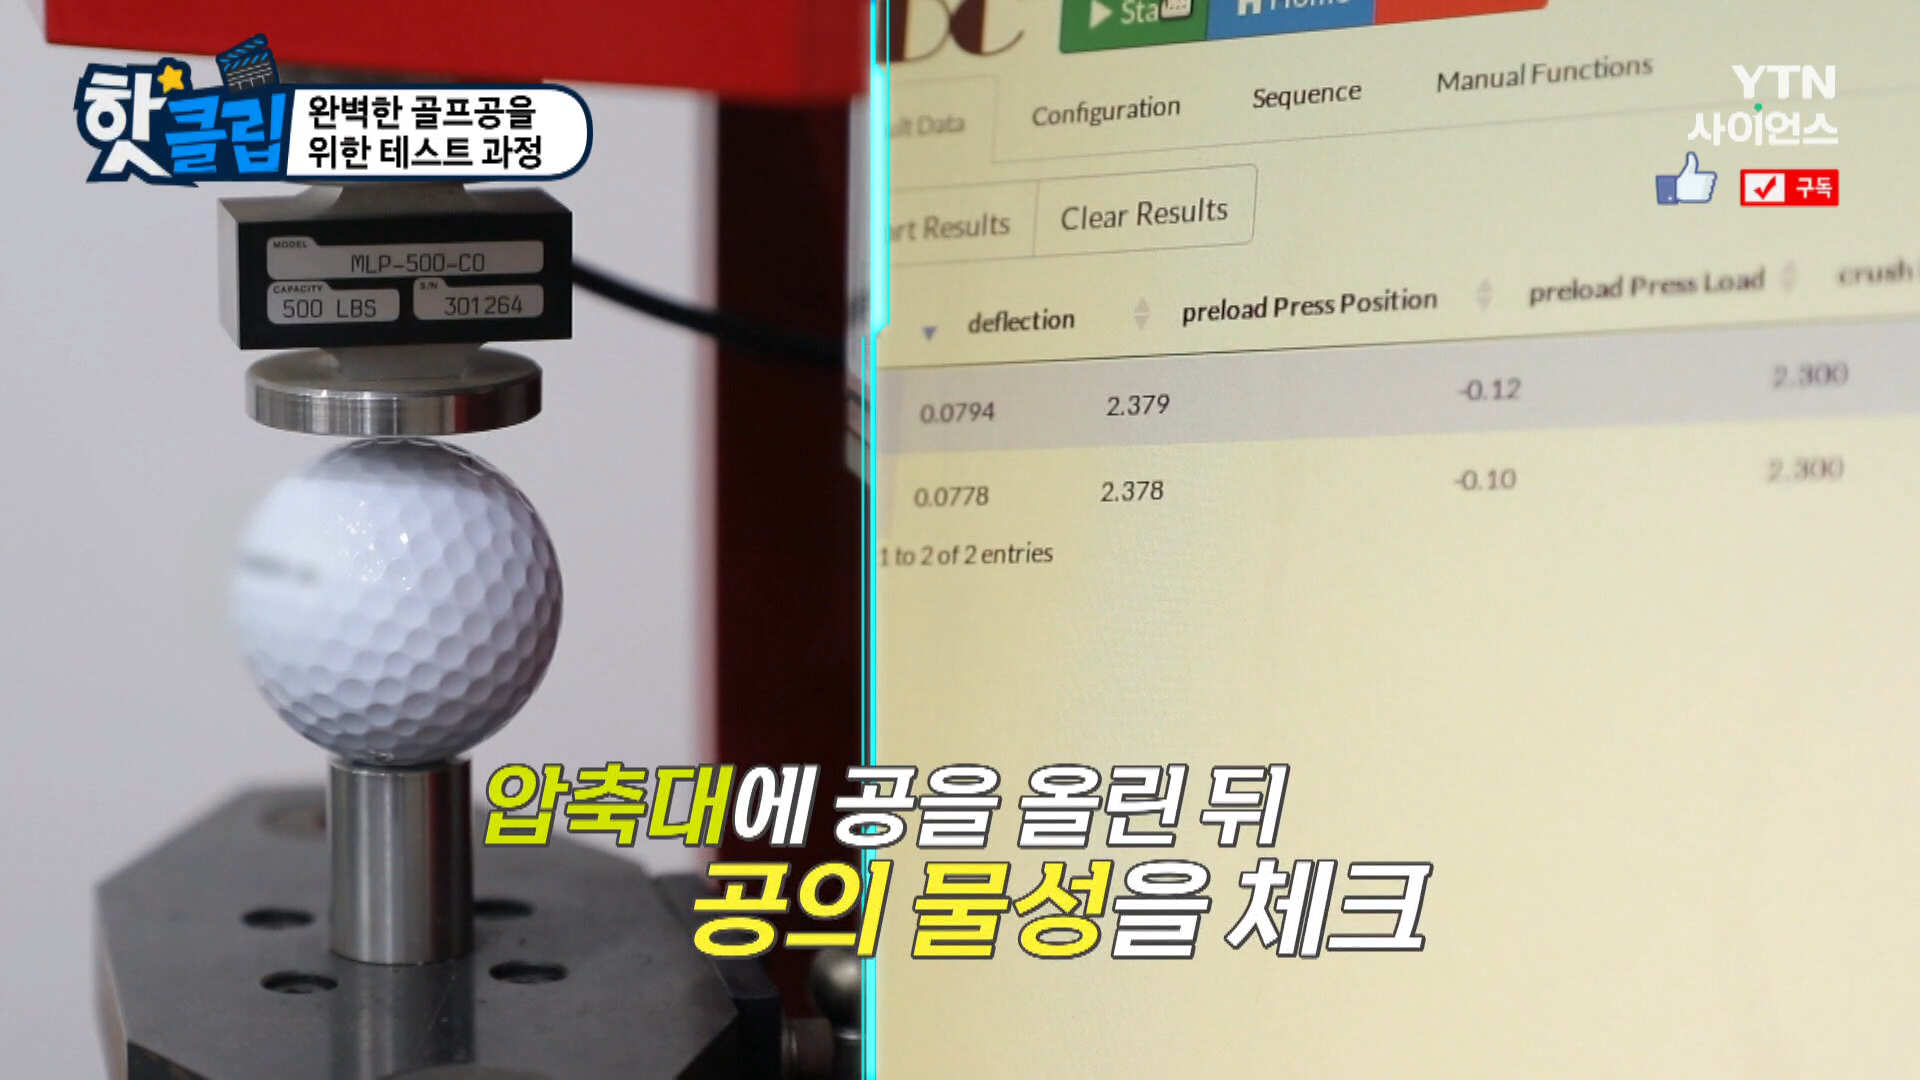 핫클립
완벽한 골프공을
위한 테스트 과정
YTN
사이언스
구독
MODEL
MLP-500-CO
CAPACITY
500 LBS
S/N
301264
Configuration
Sequence
Manual Functions
Data
Results
Clear Results
deflection
preload Press Position
preload Press Load
crush
0.0794
2.379
-0.12
2.300
0.0778
2.378
-0.10
2.300
1 to 2 of 2 entries
압축대에 공을 올린 뒤
공의 물성을 체크